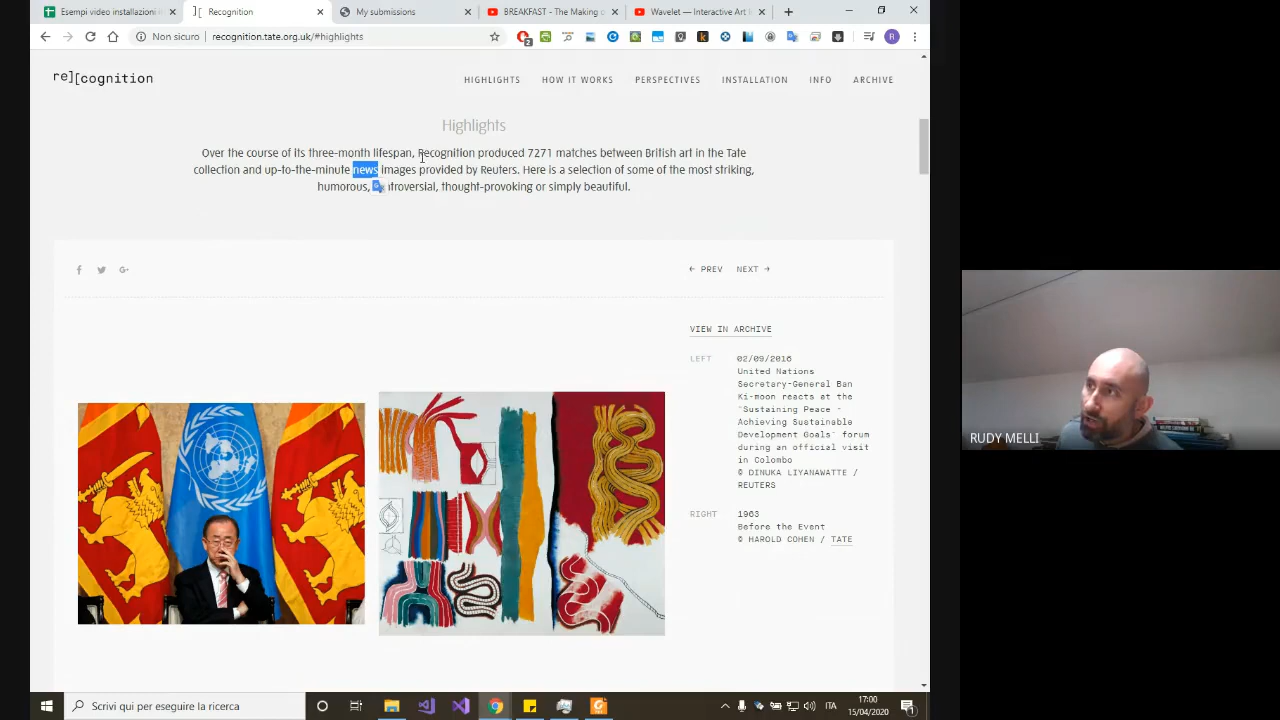 Esempi video installazioni i
Recognition
My submissions
BREAKFAST - The Making o
Wavelet — Interactive Art I
Non sicuro
recognition.tate.org.uk/#highlights
2
R
re][cognition
HIGHLIGHTS
HOW IT WORKS
PERSPECTIVES
INSTALLATION
INFO
ARCHIVE
Highlights
Over the course of its three-month lifespan, Recognition produced 7271 matches between British art in the Tate
collection and up-to-the-minute news images provided by Reuters. Here is a selection of some of the most striking,
humorous, troversial, thought-provoking or simply beautiful.
← PREV
NEXT →
VIEW IN ARCHIVE
LEFT
02/09/2016
United Nations
Secretary-General Ban
Ki-moon reacts at the
"Sustaining Peace -
Achieving Sustainable
Development Goals" forum
during an official visit
in Colombo
© DINUKA LIYANAWATTE /
REUTERS
RIGHT
1963
Before the Event
© HAROLD COHEN / TATE
RUDY MELLI
Scrivi qui per eseguire la ricerca
ITA
17:00
15/04/2020
1